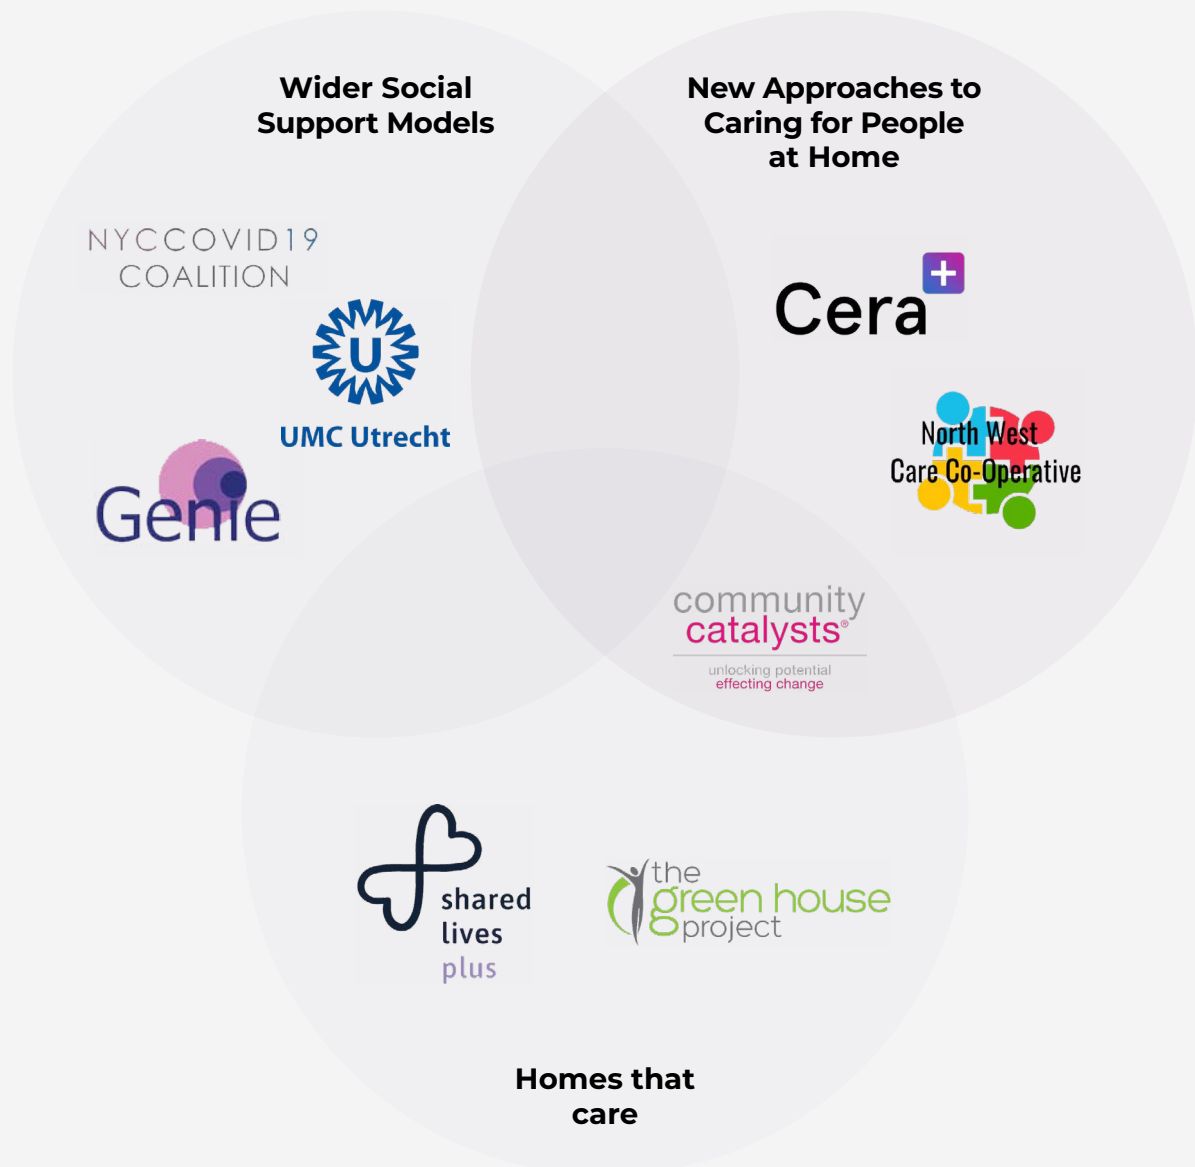 Wider Social
Support Models
New Approaches to
Caring for People
at Home
NYCCOVID19
COALITION
Cera
U
UMC Utrecht
North West
Care Co-Operative
Genie
community
catalysts®
unlocking potential
effecting change
shared
lives
plus
the
green house
project
Homes that
care